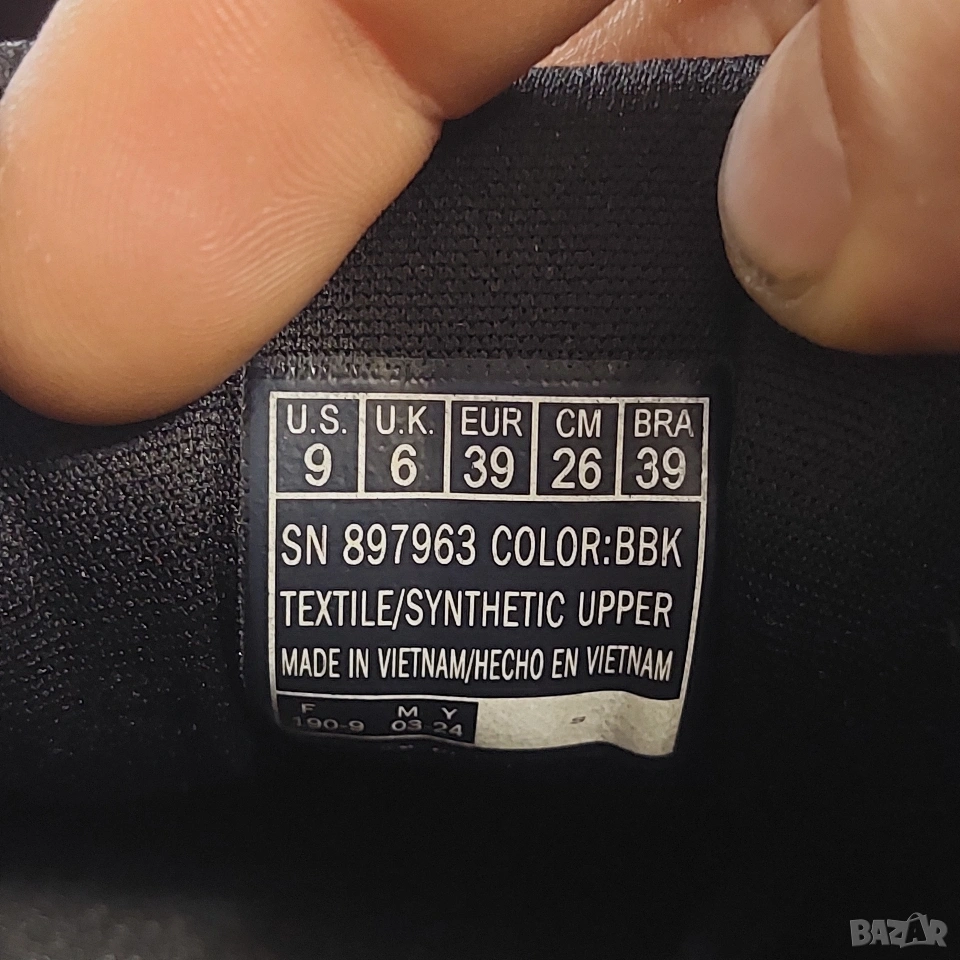 U.S. U.K. EUR CM BRA
9 6 39 26 39
SN 897963 COLOR:BBK
TEXTILE/SYNTHETIC UPPER
MADE IN VIETNAM/HECHO EN VIETNAM
F M Y
190-9 03-24
BAZAR